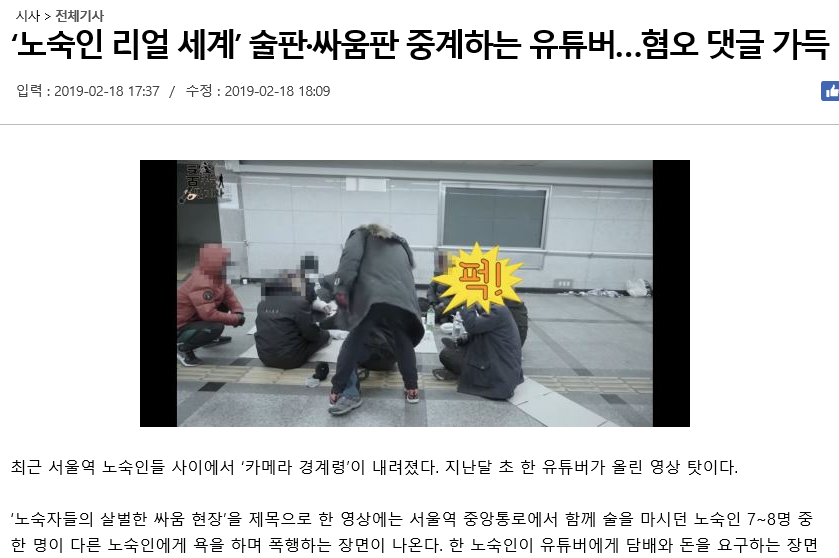 시사 > 전체기사
‘노숙인 리얼 세계’ 술판·싸움판 중계하는 유튜버…혐오 댓글 가득
입력 : 2019-02-18 17:37 / 수정 : 2019-02-18 18:09
퍽!
최근 서울역 노숙인들 사이에서 ‘카메라 경계령’이 내려졌다. 지난달 초 한 유튜버가 올린 영상 탓이다.
‘노숙자들의 살벌한 싸움 현장’을 제목으로 한 영상에는 서울역 중앙통로에서 함께 술을 마시던 노숙인 7~8명 중
한 명이 다른 노숙인에게 욕을 하며 폭행하는 장면이 나온다. 한 노숙인이 유튜버에게 담배와 돈을 요구하는 장면